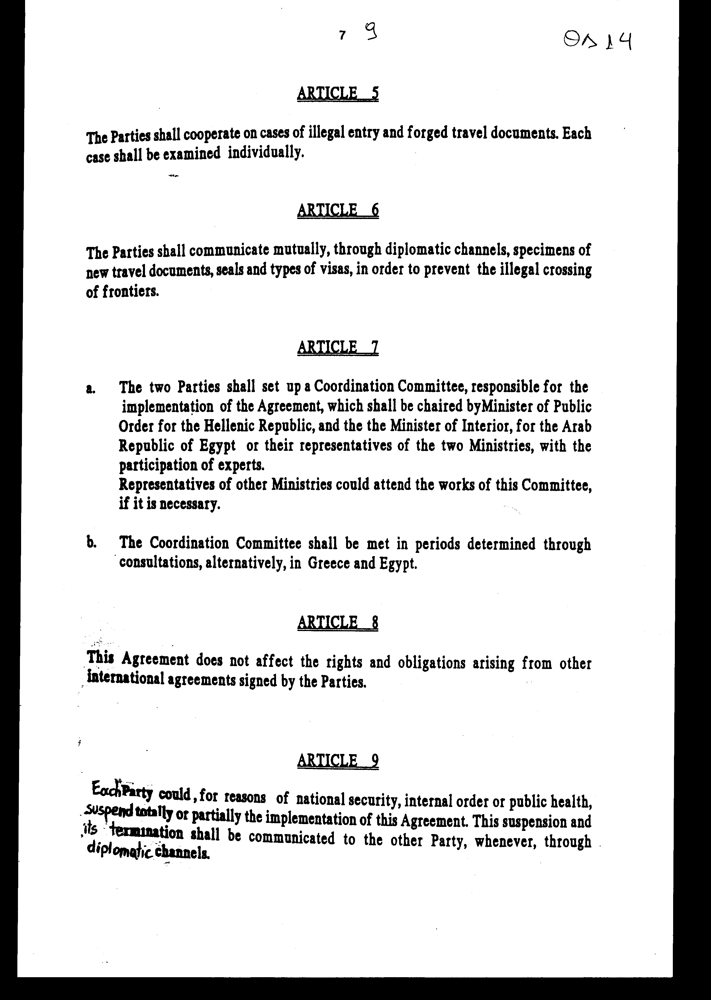 7 9
14
ARTICLE 5
The Parties shall cooperate on cases of illegal entry and forged travel documents. Each
case shall be examined individually.
ARTICLE 6
The Parties shall communicate mutually, through diplomatic channels, specimens of
new travel documents, seals and types of visas, in order to prevent the illegal crossing
of frontiers.
ARTICLE 7
a. The two Parties shall set up a Coordination Committee, responsible for the
implementation of the Agreement, which shall be chaired byMinister of Public
Order for the Hellenic Republic, and the the Minister of Interior, for the Arab
Republic of Egypt or their representatives of the two Ministries, with the
participation of experts.
Representatives of other Ministries could attend the works of this Committee,
if it is necessary.
b. The Coordination Committee shall be met in periods determined through
consultations, alternatively, in Greece and Egypt.
ARTICLE 8
This Agreement does not affect the rights and obligations arising from other
international agreements signed by the Parties.
ARTICLE 9
Each Party could, for reasons of national security, internal order or public health,
suspend totally or partially the implementation of this Agreement. This suspension and
its termination shall be communicated to the other Party, whenever, through
diplomatic channels.